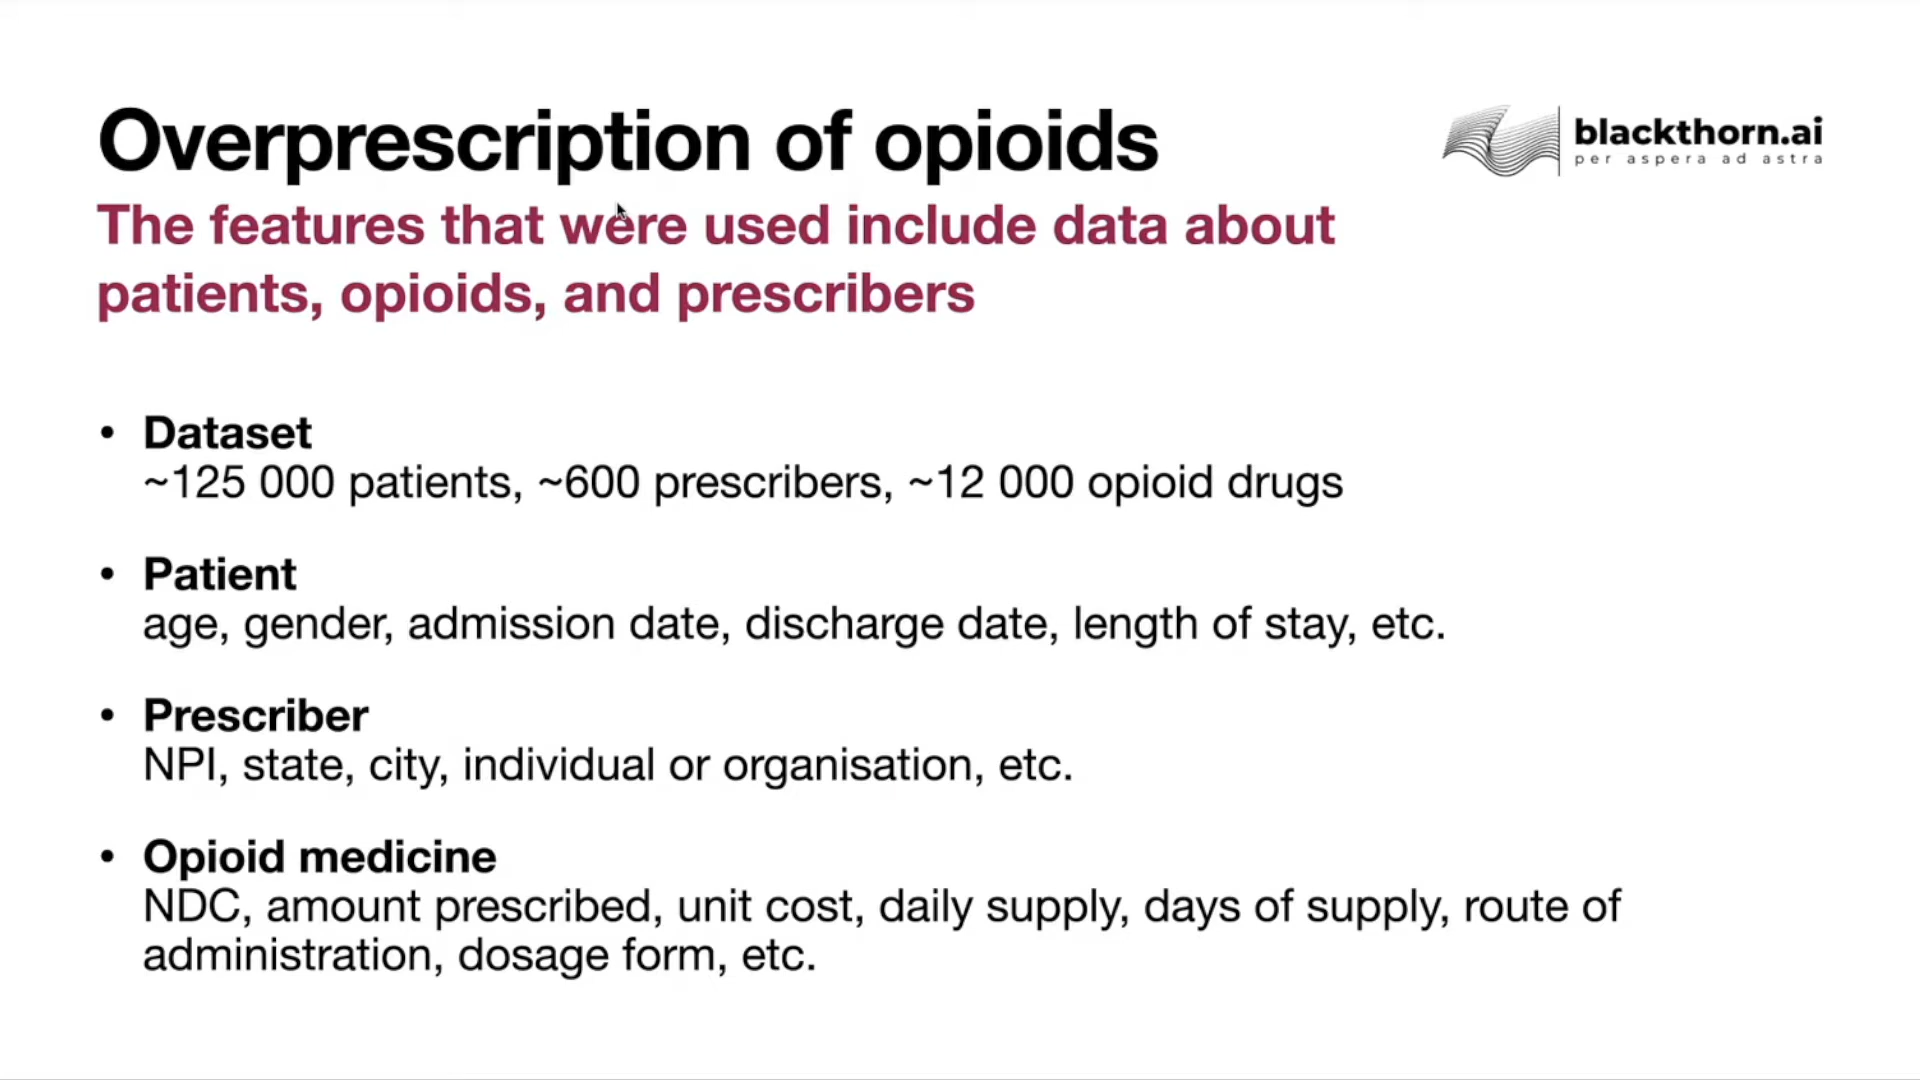 Overprescription of opioids
blackthorn.ai
per aspera ad astra
The features that were used include data about
patients, opioids, and prescribers
• Dataset
~125 000 patients, ~600 prescribers, ~12 000 opioid drugs
• Patient
age, gender, admission date, discharge date, length of stay, etc.
• Prescriber
NPI, state, city, individual or organisation, etc.
• Opioid medicine
NDC, amount prescribed, unit cost, daily supply, days of supply, route of
administration, dosage form, etc.